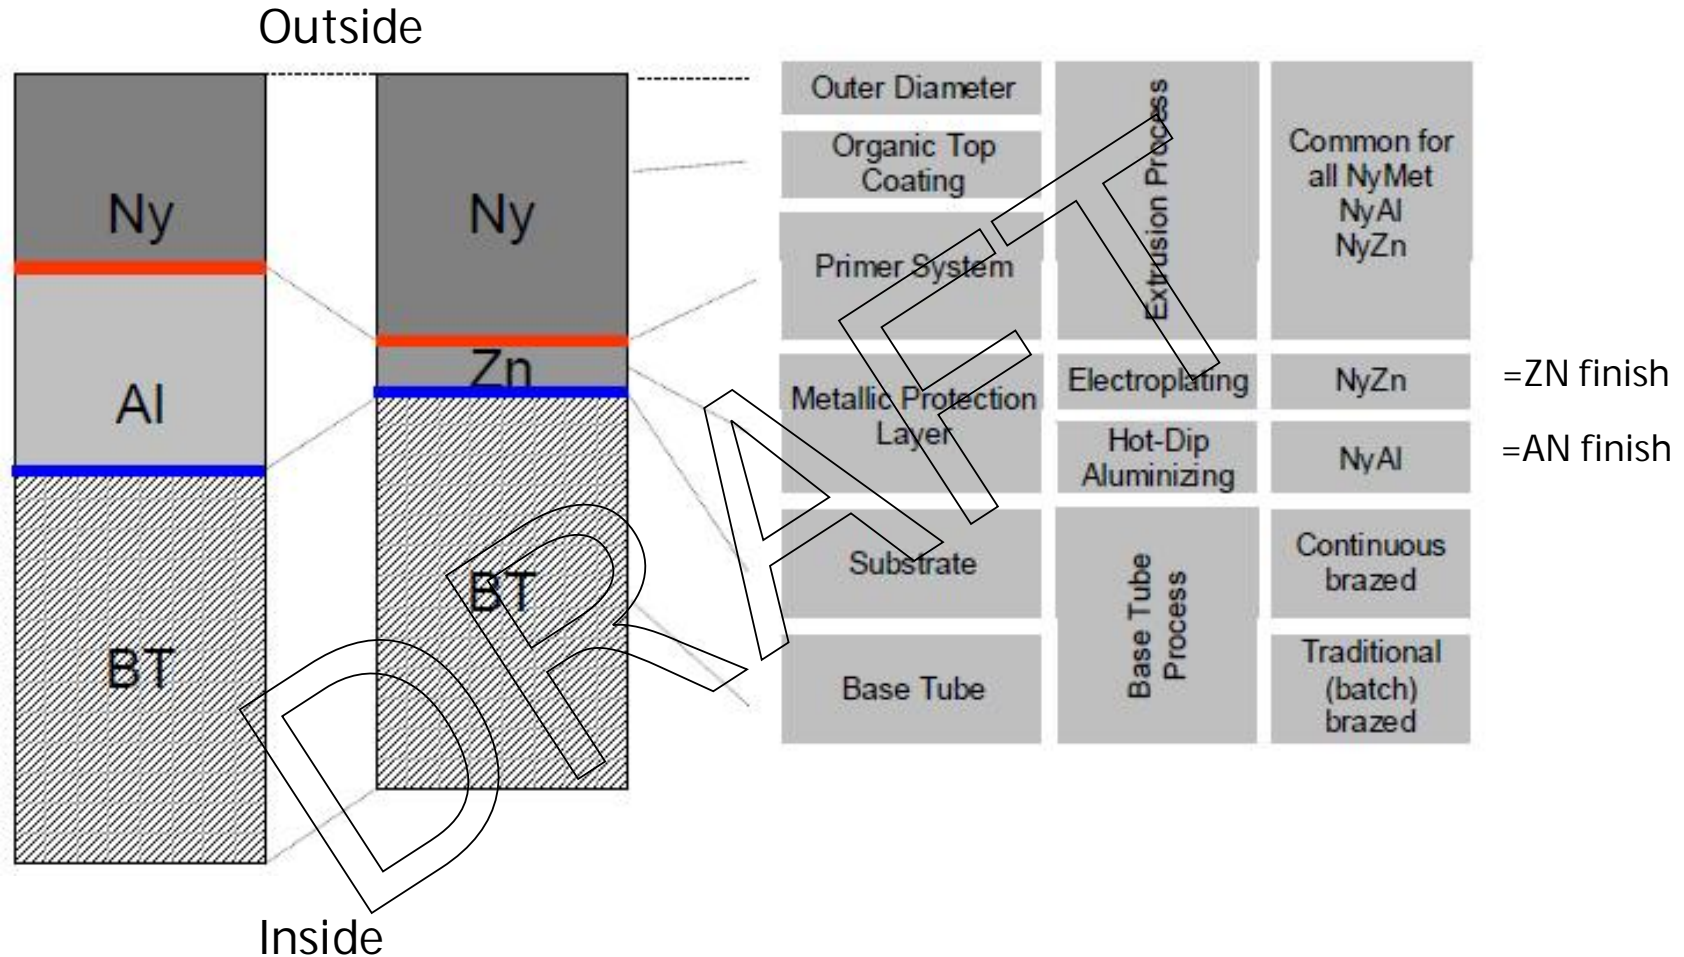 Outside
Ny
Al
BT
Ny
Zn
BT
Inside
Outer Diameter
Organic Top
Coating
Primer System
Metallic Protection
Layer
Substrate
Base Tube
Extrusion Process
Electroplating
Hot-Dip
Aluminizing
Base Tube
Process
Common for
all NyMet
NyAl
NyZn
NyZn
=ZN finish
NyAl
=AN finish
Continuous
brazed
Traditional
(batch)
brazed
DRAFT